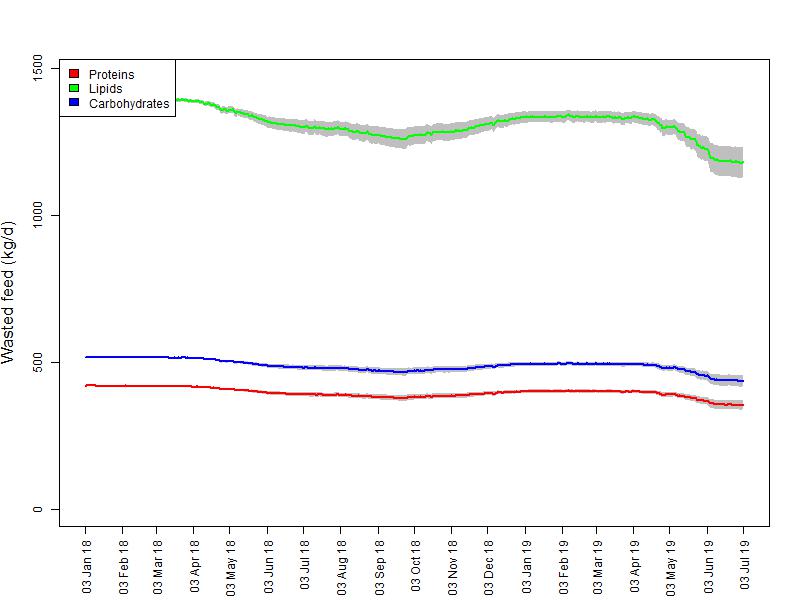 Proteins
Lipids
Carbohydrates
Wasted feed (kg/d)
1500
1000
500
0
03 Jan 18
03 Feb 18
03 Mar 18
03 Apr 18
03 May 18
03 Jun 18
03 Jul 18
03 Aug 18
03 Sep 18
03 Oct 18
03 Nov 18
03 Dec 18
03 Jan 19
03 Feb 19
03 Mar 19
03 Apr 19
03 May 19
03 Jun 19
03 Jul 19